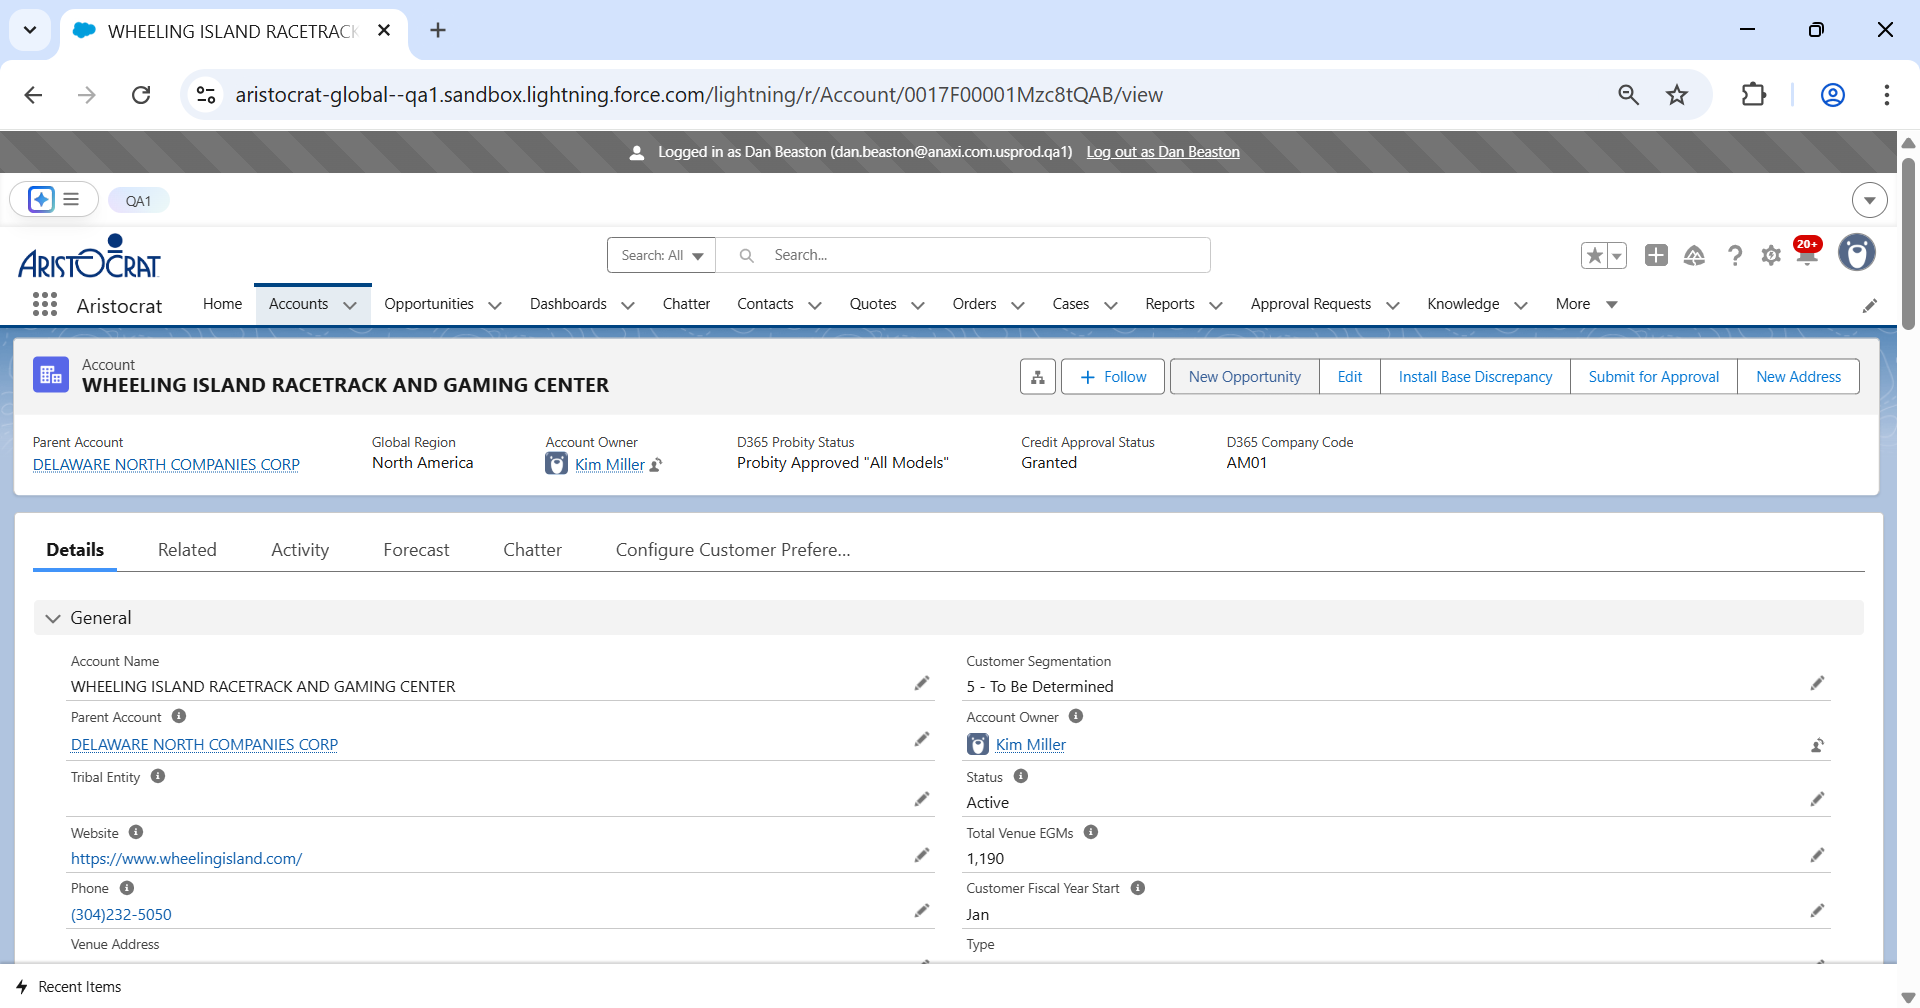 WHEELING ISLAND RACETRACK
aristocrat-global--qa1.sandbox.lightning.force.com/lightning/r/Account/0017F00001Mzc8tQAB/view
Logged in as Dan Beaston (dan.beaston@anaxi.com.usprod.qa1) Log out as Dan Beaston
QA1
ARISTOCRAT
Search: All
Search...
20+
Aristocrat
Home
Accounts
Opportunities
Dashboards
Chatter
Contacts
Quotes
Orders
Cases
Reports
Approval Requests
Knowledge
More
Account
WHEELING ISLAND RACETRACK AND GAMING CENTER
Follow
New Opportunity
Edit
Install Base Discrepancy
Submit for Approval
New Address
Parent Account
DELAWARE NORTH COMPANIES CORP
Global Region
North America
Account Owner
Kim Miller
D365 Probity Status
Probity Approved "All Models"
Credit Approval Status
Granted
D365 Company Code
AM01
Details
Related
Activity
Forecast
Chatter
Configure Customer Prefere...
General
Account Name
WHEELING ISLAND RACETRACK AND GAMING CENTER
Customer Segmentation
5 - To Be Determined
Parent Account
DELAWARE NORTH COMPANIES CORP
Account Owner
Kim Miller
Tribal Entity
Status
Active
Website
https://www.wheelingisland.com/
Total Venue EGMs
1,190
Phone
(304)232-5050
Customer Fiscal Year Start
Jan
Venue Address
Type
Recent Items